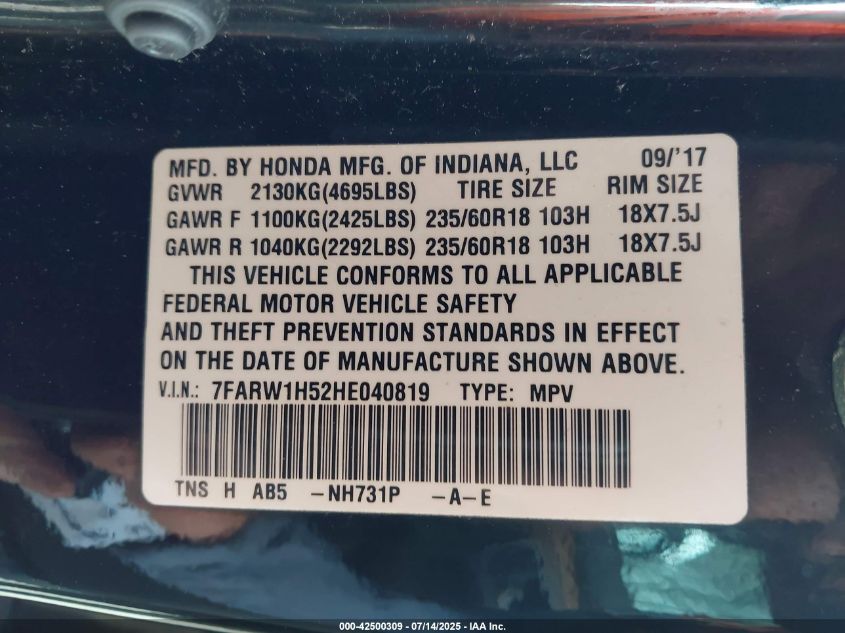 MFD. BY HONDA MFG. OF INDIANA, LLC 09/'17
GVWR 2130KG(4695LBS) TIRE SIZE RIM SIZE
GAWR F 1100KG(2425LBS) 235/60R18 103H 18X7.5J
GAWR R 1040KG(2292LBS) 235/60R18 103H 18X7.5J
THIS VEHICLE CONFORMS TO ALL APPLICABLE
FEDERAL MOTOR VEHICLE SAFETY
AND THEFT PREVENTION STANDARDS IN EFFECT
ON THE DATE OF MANUFACTURE SHOWN ABOVE.
V.I.N.: 7FARW1H52HE040819 TYPE: MPV
TNS H AB5 -NH731P -A-E
000-42500309 | 07/14/2025 - IAA Inc.